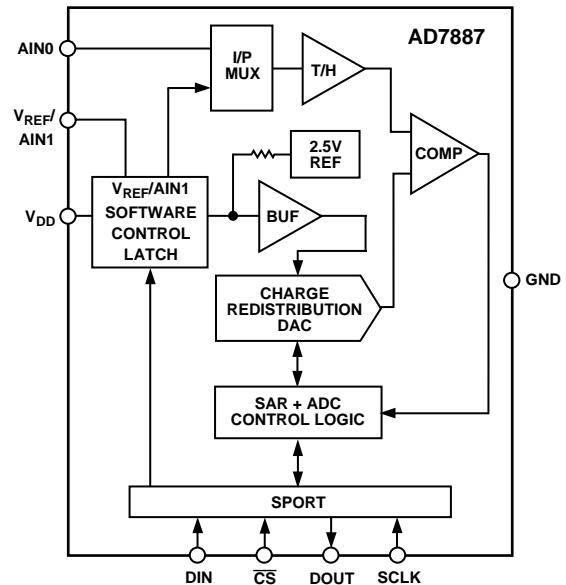 AD7887
AIN0
I/P
MUX
T/H
VREF/
AIN1
2.5V
REF
COMP
VREF/AIN1
SOFTWARE
CONTROL
LATCH
VDD
BUF
GND
CHARGE
REDISTRIBUTION
DAC
SAR + ADC
CONTROL LOGIC
SPORT
DIN
C̅S̅
DOUT
SCLK